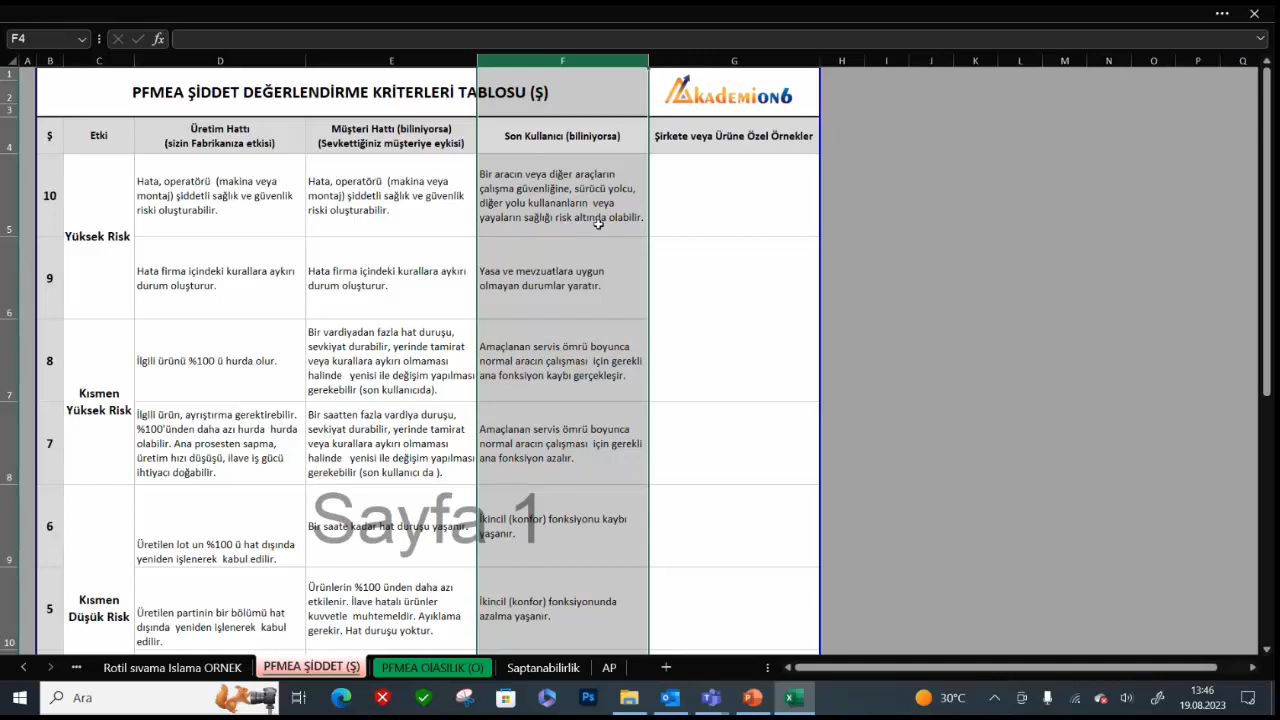 F4
fx
A B C D E F G H I J K L M N O P Q
1
2
3
4
5
6
7
8
9
10
PFMEA ŞİDDET DEĞERLENDİRME KRİTERLERİ TABLOSU (Ş)
AkademiON6
Ş
Etki
Üretim Hattı
(sizin Fabrikanıza etkisi)
Müşteri Hattı (biliniyorsa)
(Sevkettiğiniz müşteriye eykisi)
Son Kullanıcı (biliniyorsa)
Şirkete veya Ürüne Özel Örnekler
10
Yüksek Risk
Hata, operatörü (makina veya
montaj) şiddetli sağlık ve güvenlik
riski oluşturabilir.
Hata, operatörü (makina veya
montaj) şiddetli sağlık ve güvenlik
riski oluşturabilir.
Bir aracın veya diğer araçların
çalışma güvenliğine, sürücü yolcu,
diğer yolu kullananların veya
yayaların sağlığı risk altında olabilir.
9
Hata firma içindeki kurallara aykırı
durum oluşturur.
Hata firma içindeki kurallara aykırı
durum oluşturur.
Yasa ve mevzuatlara uygun
olmayan durumlar yaratır.
8
Kısmen
Yüksek Risk
İlgili ürünü %100 ü hurda olur.
Bir vardiyadan fazla hat duruşu,
sevkiyat durabilir, yerinde tamirat
veya kurallara aykırı olmaması
halinde yenisi ile değişim yapılması
gerekebilir (son kullanıcıda).
Amaçlanan servis ömrü boyunca
normal aracın çalışması için gerekli
ana fonksiyon kaybı gerçekleşir.
7
İlgili ürün, ayrıştırma gerektirebilir.
%100'ünden daha azı hurda hurda
olabilir. Ana prosesten sapma,
üretim hızı düşüşü, ilave iş gücü
ihtiyacı doğabilir.
Bir saatten fazla vardiya duruşu,
sevkiyat durabilir, yerinde tamirat
veya kurallara aykırı olmaması
halinde yenisi ile değişim yapılması
gerekebilir (son kullanıcı da ).
Amaçlanan servis ömrü boyunca
normal aracın çalışması için gerekli
ana fonksiyon azalır.
6
Üretilen lot un %100 ü hat dışında
yeniden işlenerek kabul edilir.
Bir saate kadar hat duruşu yaşanır.
İkincil (konfor) fonksiyonu kaybı
yaşanır.
Sayfa 1
5
Kısmen
Düşük Risk
Üretilen partinin bir bölümü hat
dışında yeniden işlenerek kabul
edilir.
Ürünlerin %100 ünden daha azı
etkilenir. İlave hatalı ürünler
kuvvetle muhtemeldir. Ayıklama
gerekir. Hat duruşu yoktur.
İkincil (konfor) fonksiyonunda
azalma yaşanır.
Rotil sıvama Islama ORNEK
PFMEA ŞİDDET (Ş)
PFMEA OlASILIK (O)
Saptanabilirlik
AP
Ara
Ps
30°C
13:46
19.08.2023